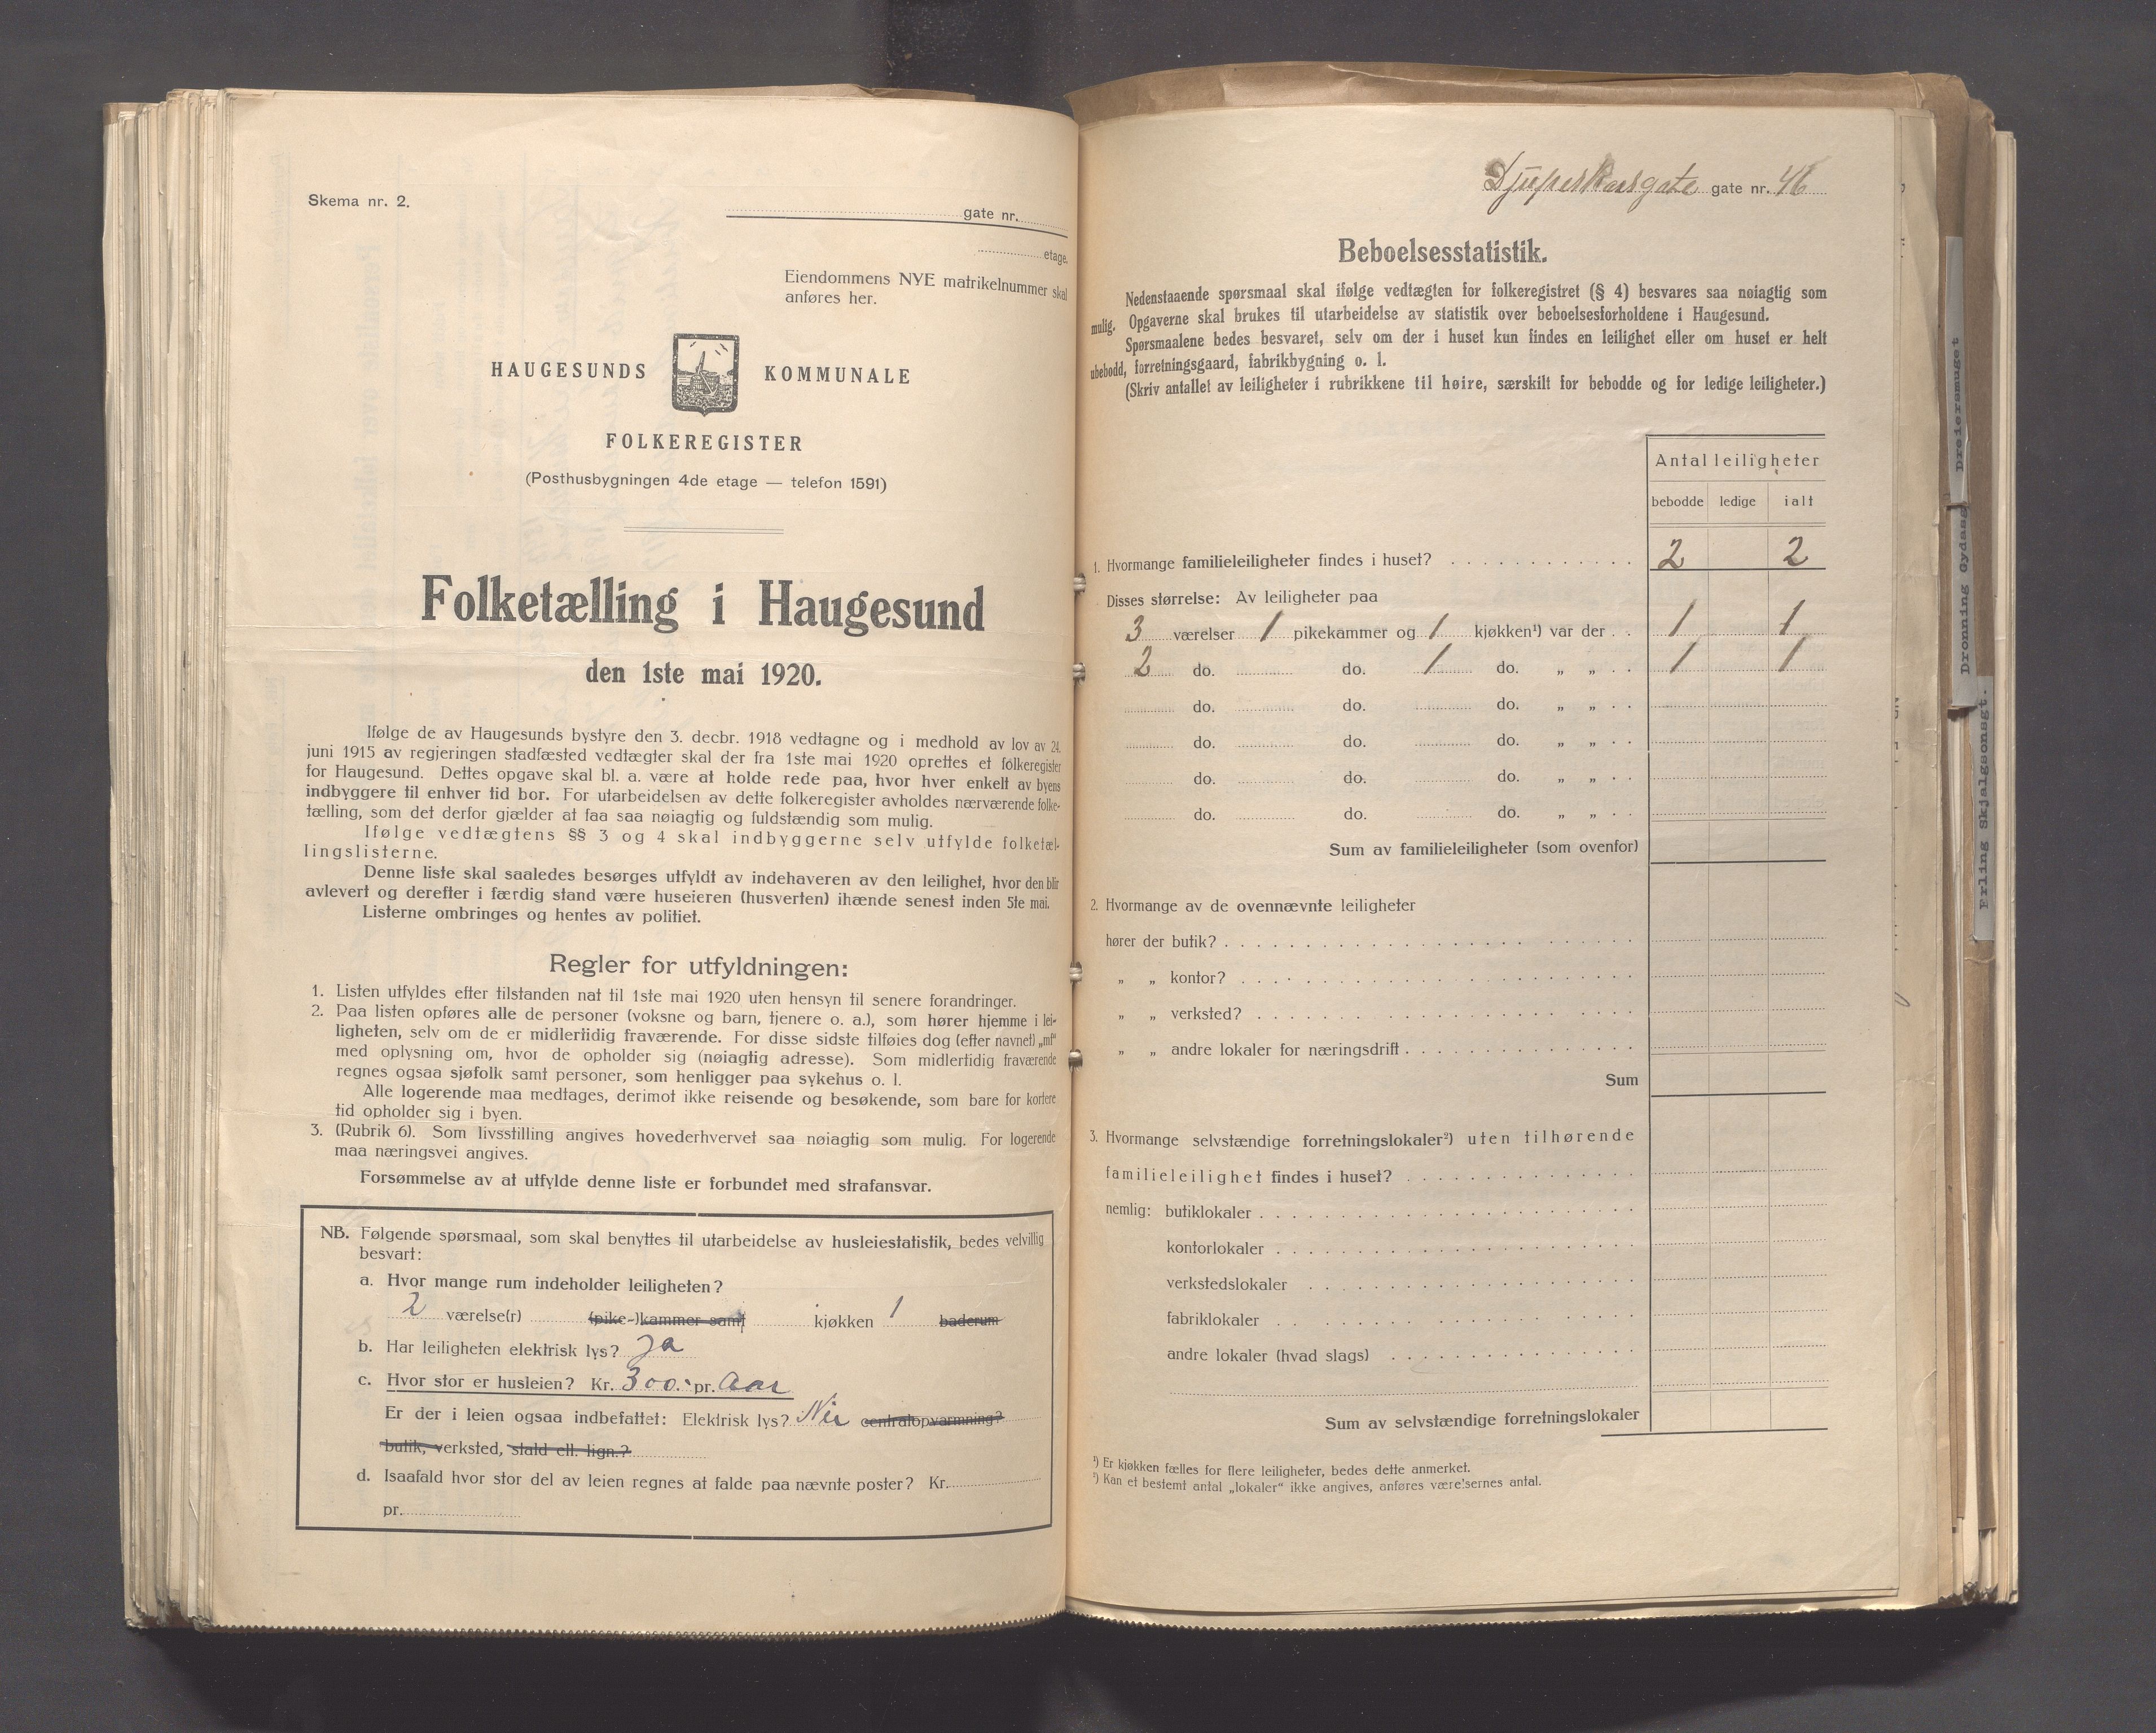 Skema nr. 2.
gate nr.
etage.
Eiendommens NYE matrikelnummer skal
anføres her.
HAUGESUNDS KOMMUNALE
FOLKEREGISTER
(Posthusbygningen 4de etage — telefon 1591)
Folketælling i Haugesund
den 1ste mai 1920.
Ifølge de av Haugesunds bystyre den 3. decbr. 1918 vedtagne og i medhold av lov av 24.
juni 1915 av regjeringen stadfæsted vedtægter skal der fra 1ste mai 1920 oprettes et folkeregister
for Haugesund. Dettes opgave skal bl. a. være at holde rede paa, hvor hver enkelt av byens
indbyggere til enhver tid bor. For utarbeidelsen av dette folkeregister avholdes nærværende folke-
tælling, som det derfor gjælder at faa saa nøiagtig og fuldstændig som mulig.
Ifølge vedtægtens §§ 3 og 4 skal indbyggerne selv utfylde folketæl-
lingslisterne.
Denne liste skal saaledes besørges utfyldt av indehaveren av den leilighet, hvor den blir
avlevert og derefter i færdig stand være huseieren (husverten) ihænde senest inden 5te mai.
Listerne ombringes og hentes av politiet.
Regler for utfyldningen:
1. Listen utfyldes efter tilstanden nat til 1ste mai 1920 uten hensyn til senere forandringer.
2. Paa listen opføres alle de personer (voksne og barn, tjenere o. a.), som hører hjemme i lei-
ligheten, selv om de er midlertidig fraværende. For disse sidste tilføies dog (efter navnet) „mf“
med oplysning om, hvor de opholder sig (nøiagtig adresse). Som midlertidig fraværende
regnes ogsaa sjøfolk samt personer, som henligger paa sykehus o. l.
Alle logerende maa medtages, derimot ikke reisende og besøkende, som bare for kortere
tid opholder sig i byen.
3. (Rubrik 6). Som livsstilling angives hovederhvervet saa nøiagtig som mulig. For logerende
maa næringsvei angives.
Forsømmelse av at utfylde denne liste er forbundet med strafansvar.
NB. Følgende spørsmaal, som skal benyttes til utarbeidelse av husleiestatistik, bedes velvillig
besvart:
a. Hvor mange rum indeholder leiligheten?
2 værelse(r) (pike-)kammer samt kjøkken 1 baderum
b. Har leiligheten elektrisk lys? Ja
c. Hvor stor er husleien? Kr. 300.- pr. Aar
Er der i leien ogsaa indbefattet: Elektrisk lys? Nei centralopvarmning?
butik, verksted, stald ell. lign.?
d. Isaafald hvor stor del av leien regnes at falde paa nævnte poster? Kr.
pr.
Djupesksarsgate gate nr. 46
Beboelsesstatistik.
Nedenstaaende spørsmaal skal ifølge vedtægten for folkeregistret (§ 4) besvares saa nøiagtig som
mulig. Opgaverne skal brukes til utarbeidelse av statistik over beboelsesforholdene i Haugesund.
Spørsmaalene bedes besvaret, selv om der i huset kun findes en leilighet eller om huset er helt
ubebodd, forretningsgaard, fabrikbygning o. l.
(Skriv antallet av leiligheter i rubrikkene til høire, særskilt for bebodde og for ledige leiligheter.)
Antal leiligheter
bebodde ledige ialt
1. Hvormange familieleiligheter findes i huset? 2 2
Disses størrelse: Av leiligheter paa
3 værelser 1 pikekammer og 1 kjøkken¹) var der 1 1
2 do. do. 1 do. „ „ 1 1
do. do. do. „ „
do. do. do. „ „
do. do. do. „ „
do. do. do. „ „
Sum av familieleiligheter (som ovenfor)
2. Hvormange av de ovennævnte leiligheter
hører der butik?
„ „ kontor?
„ „ verksted?
„ „ andre lokaler for næringsdrift
Sum
3. Hvormange selvstændige forretningslokaler²) uten tilhørende
familieleilighet findes i huset?
nemlig: butiklokaler
kontorlokaler
verkstedslokaler
fabriklokaler
andre lokaler (hvad slags)
Sum av selvstændige forretningslokaler
¹) Er kjøkken fælles for flere leiligheter, bedes dette anmerket.
²) Kan et bestemt antal „lokaler“ ikke angives, anføres værelsernes antal.
Dreiersmuget
Dronning Gydasg
Erling Skjalgsonsgt.